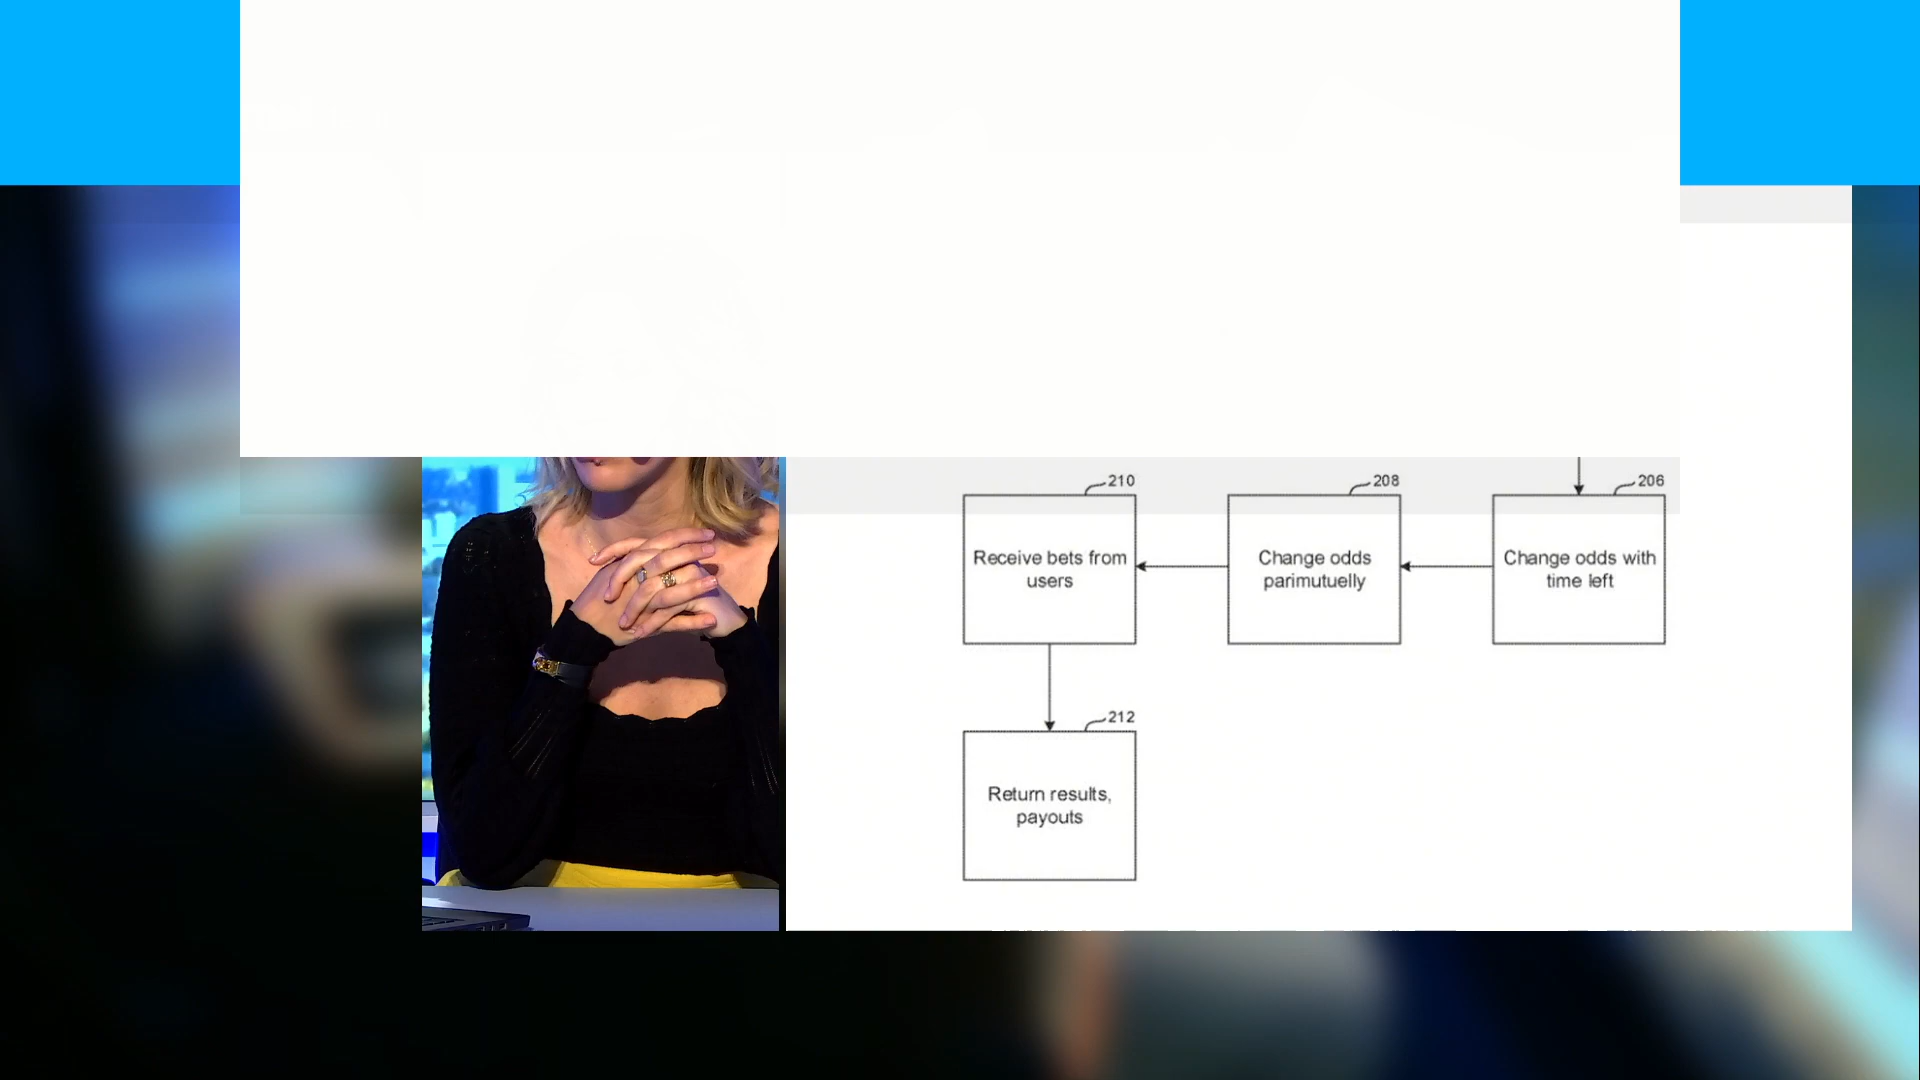 210
208
206
Receive bets from
users
Change odds
parimutuelly
Change odds with
time left
212
Return results,
payouts